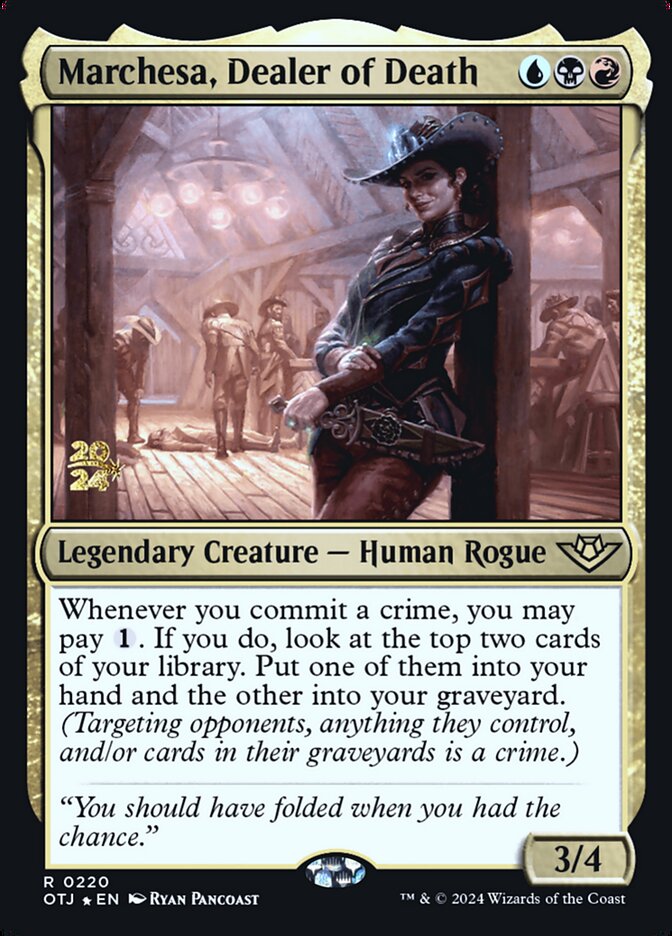 Marchesa, Dealer of Death
20
24
Legendary Creature — Human Rogue
Whenever you commit a crime, you may
pay 1. If you do, look at the top two cards
of your library. Put one of them into your
hand and the other into your graveyard.
(Targeting opponents, anything they control,
and/or cards in their graveyards is a crime.)
“You should have folded when you had the
chance.”
3/4
R 0220
OTJ ★ EN Ryan Pancoast
™ & © 2024 Wizards of the Coast